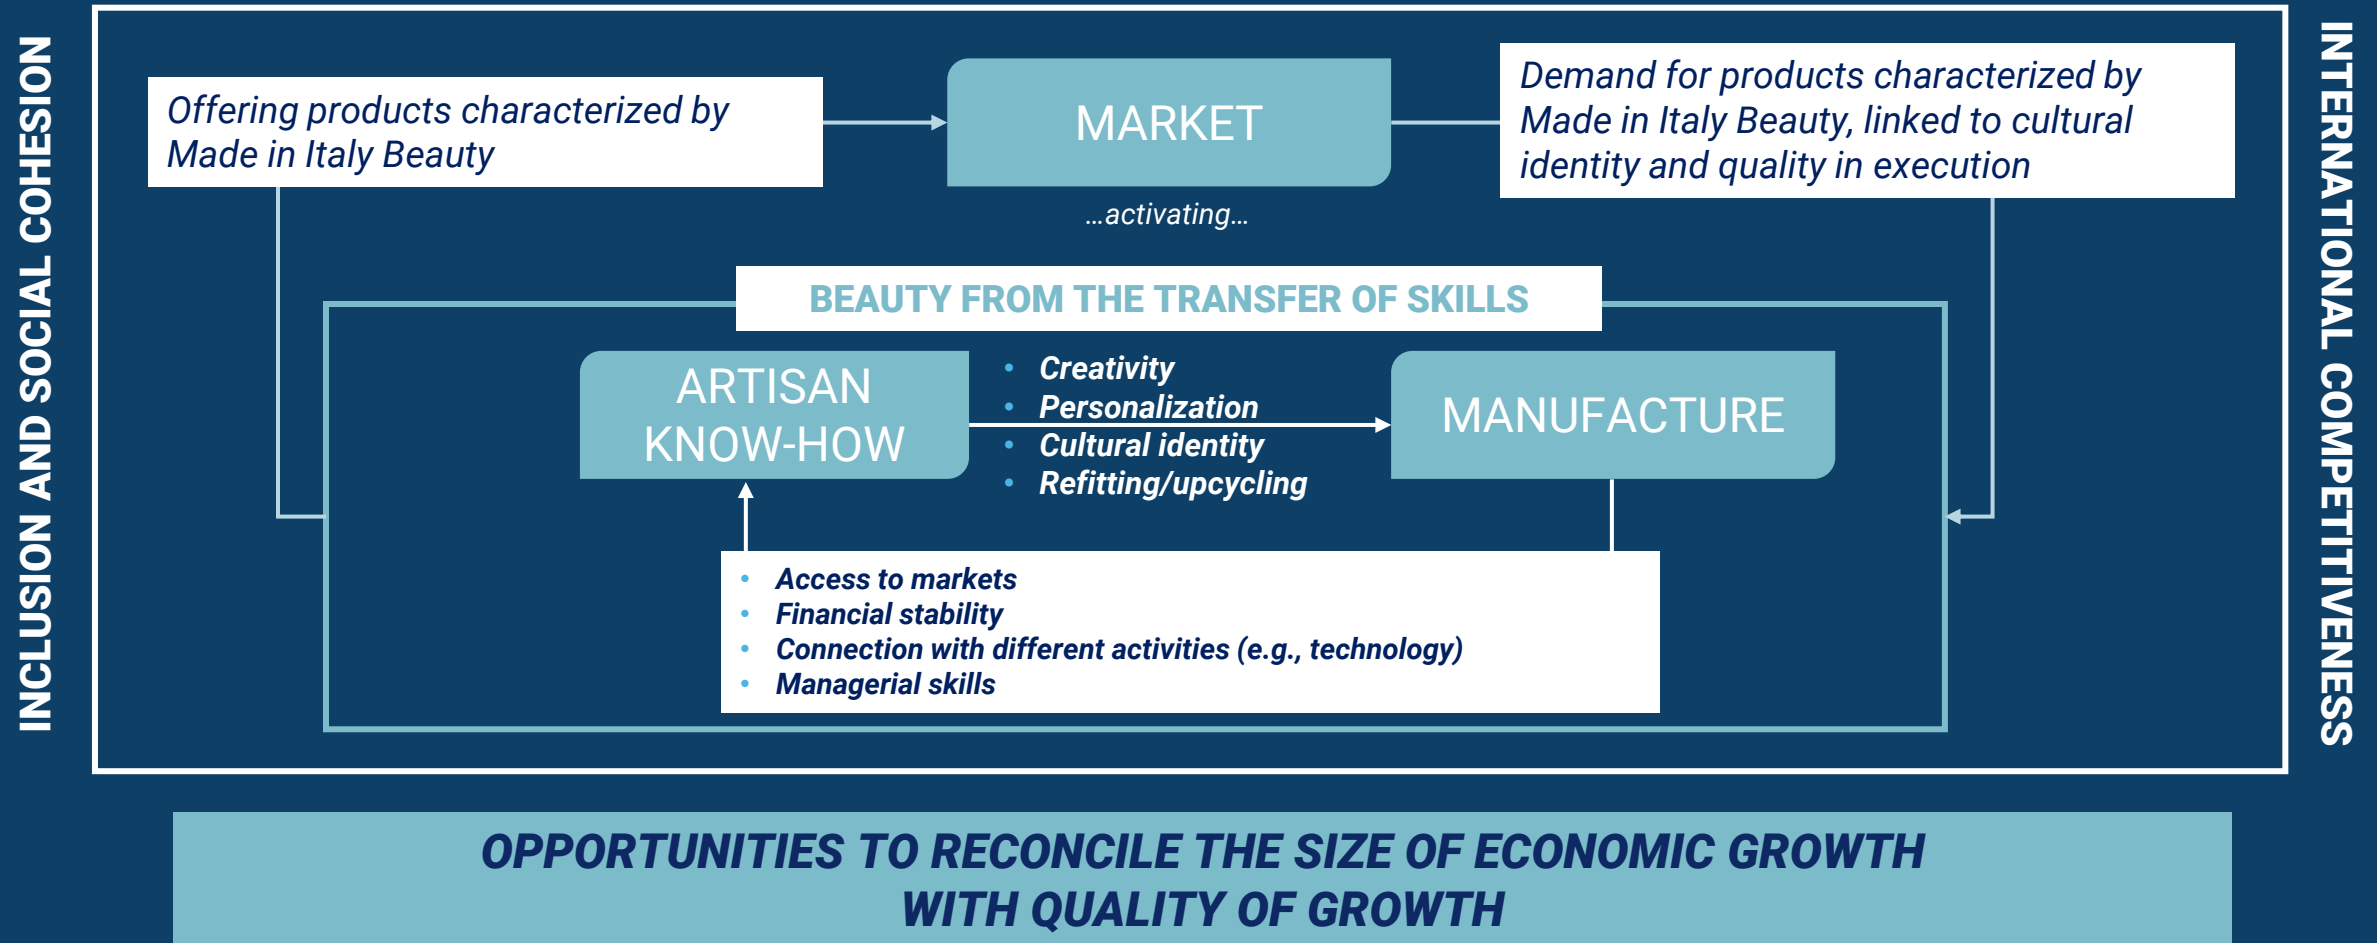 INCLUSION AND SOCIAL COHESION
Offering products characterized by
Made in Italy Beauty
MARKET
Demand for products characterized by
Made in Italy Beauty, linked to cultural
identity and quality in execution
INTERNATIONAL COMPETITIVENESS
…activating…
BEAUTY FROM THE TRANSFER OF SKILLS
ARTISAN
KNOW-HOW
• Creativity
• Personalization
• Cultural identity
• Refitting/upcycling
MANUFACTURE
• Access to markets
• Financial stability
• Connection with different activities (e.g., technology)
• Managerial skills
OPPORTUNITIES TO RECONCILE THE SIZE OF ECONOMIC GROWTH
WITH QUALITY OF GROWTH